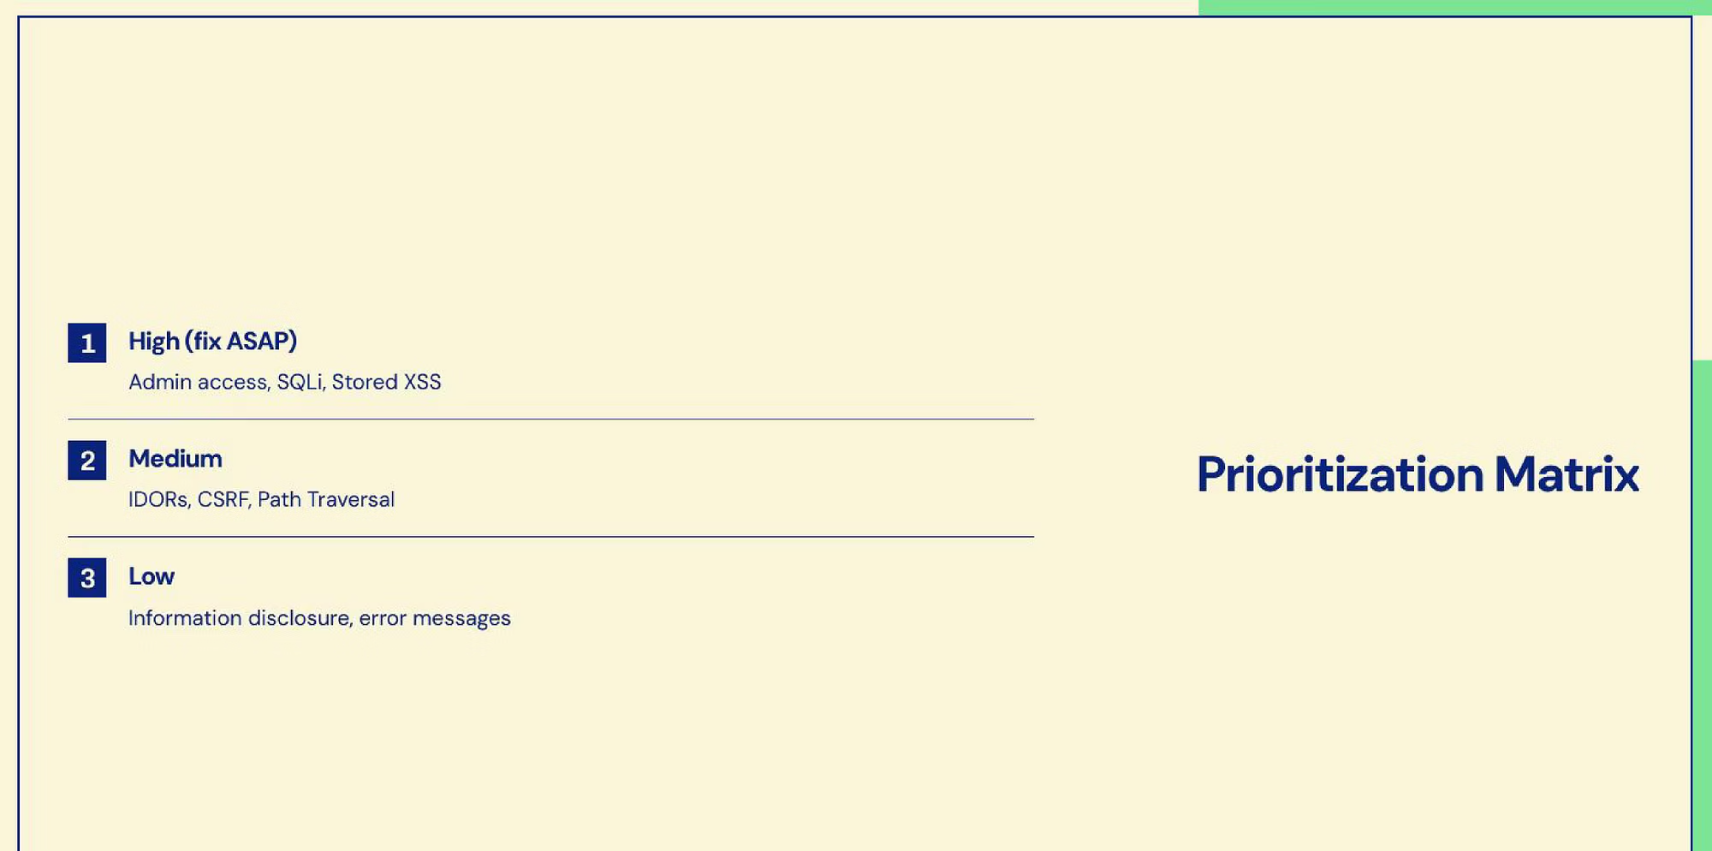 1
High (fix ASAP)
Admin access, SQLi, Stored XSS
2
Medium
IDORs, CSRF, Path Traversal
3
Low
Information disclosure, error messages
Prioritization Matrix